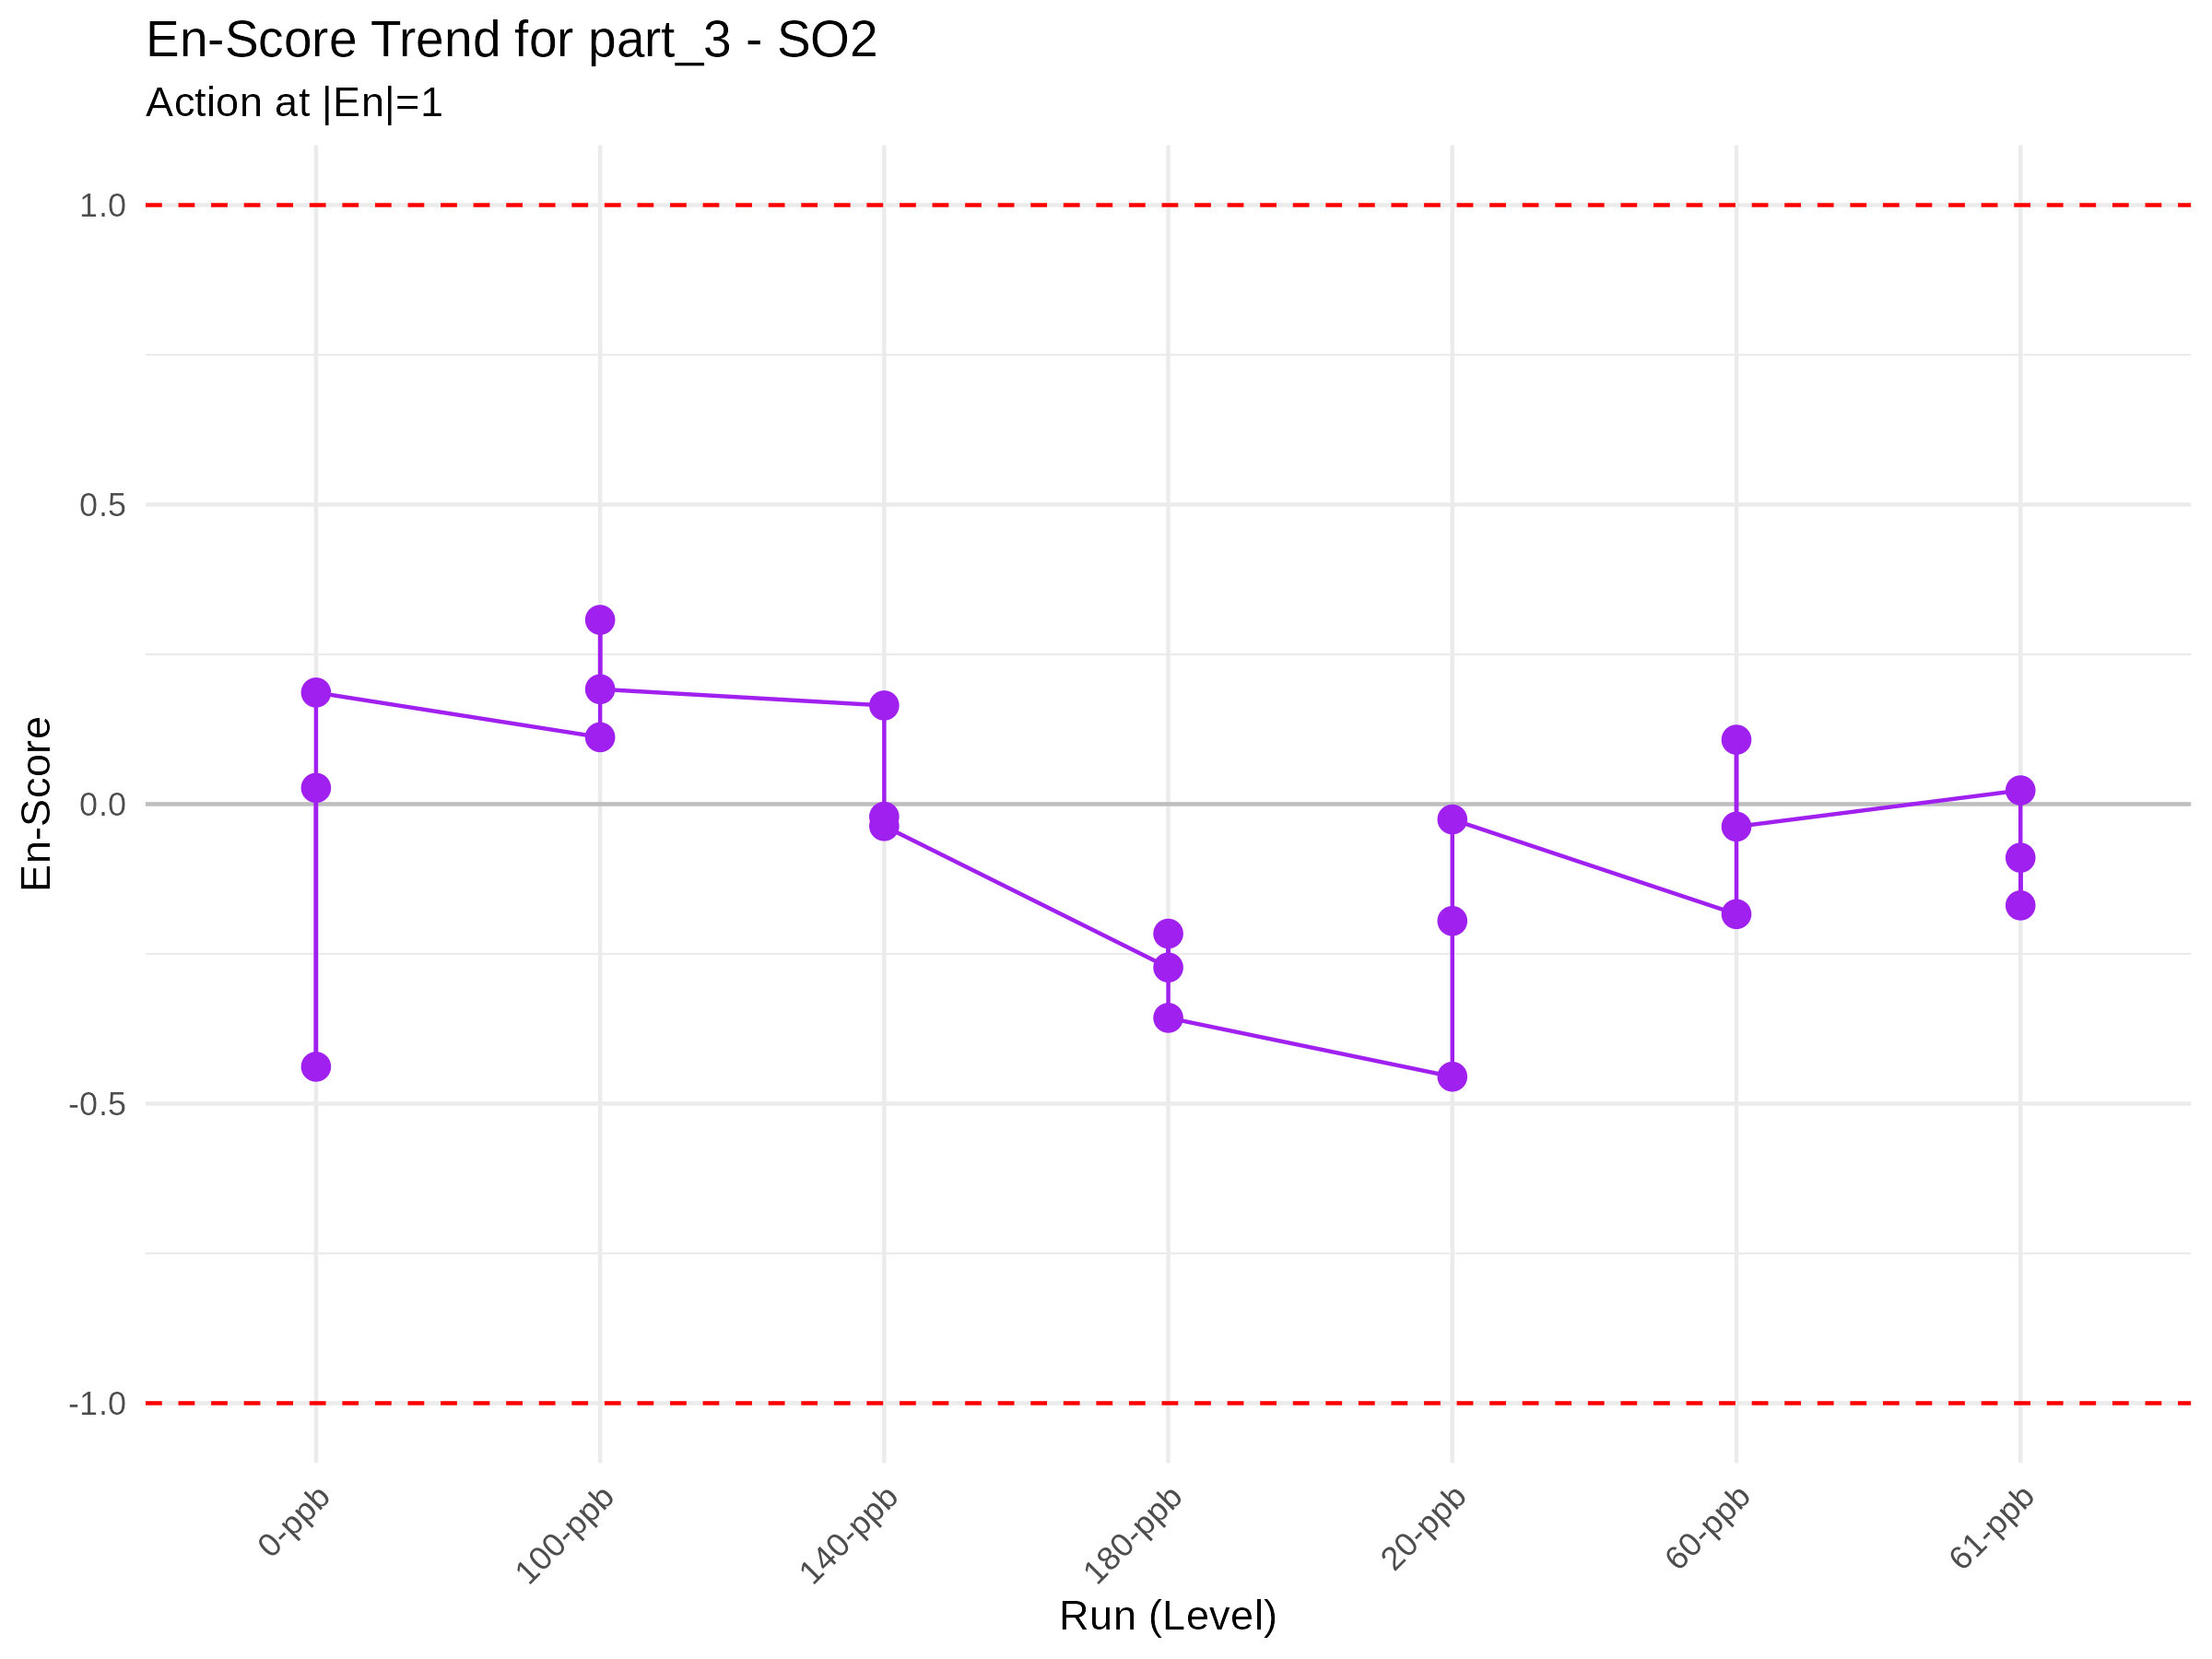 En-Score Trend for part_3 - SO2
Action at |En|=1
1.0
0.5
0.0
-0.5
-1.0
En-Score
0-ppb
100-ppb
140-ppb
180-ppb
20-ppb
60-ppb
61-ppb
Run (Level)